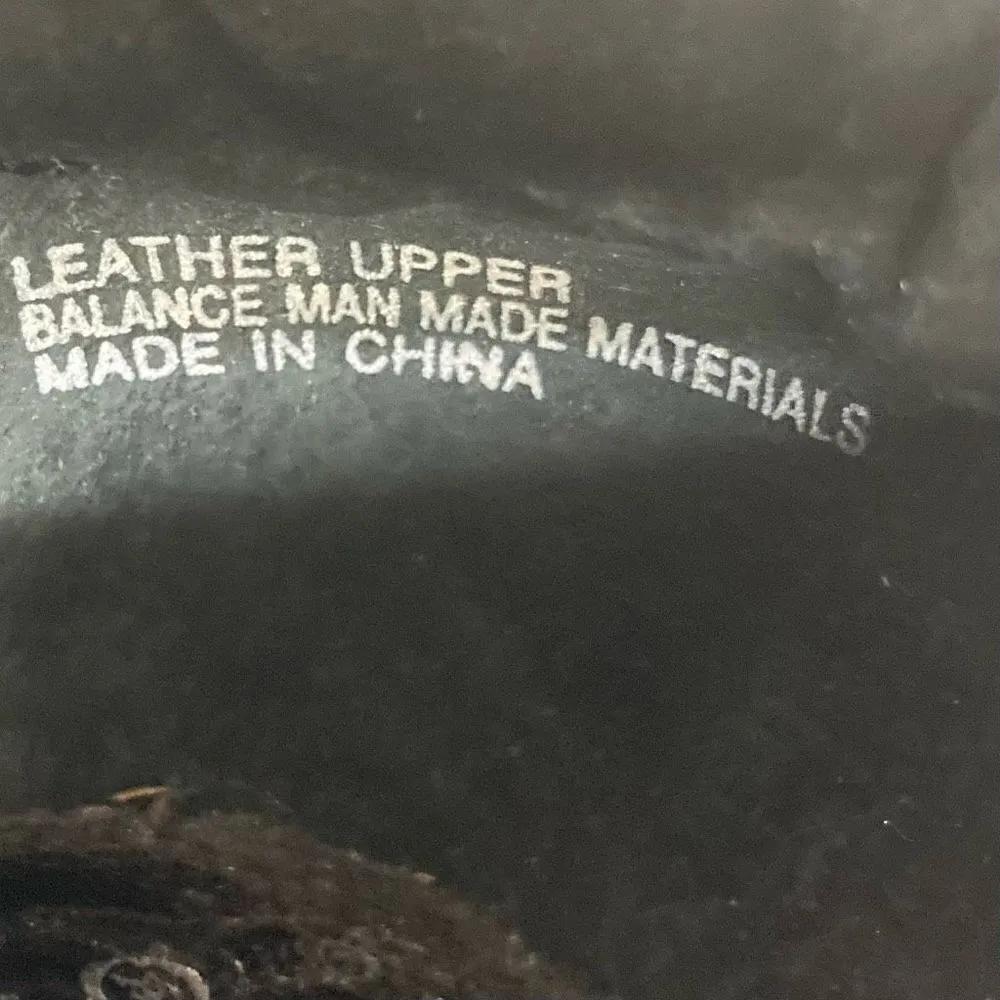 LEATHER UPPER
BALANCE MAN MADE MATERIALS
MADE IN CHINA